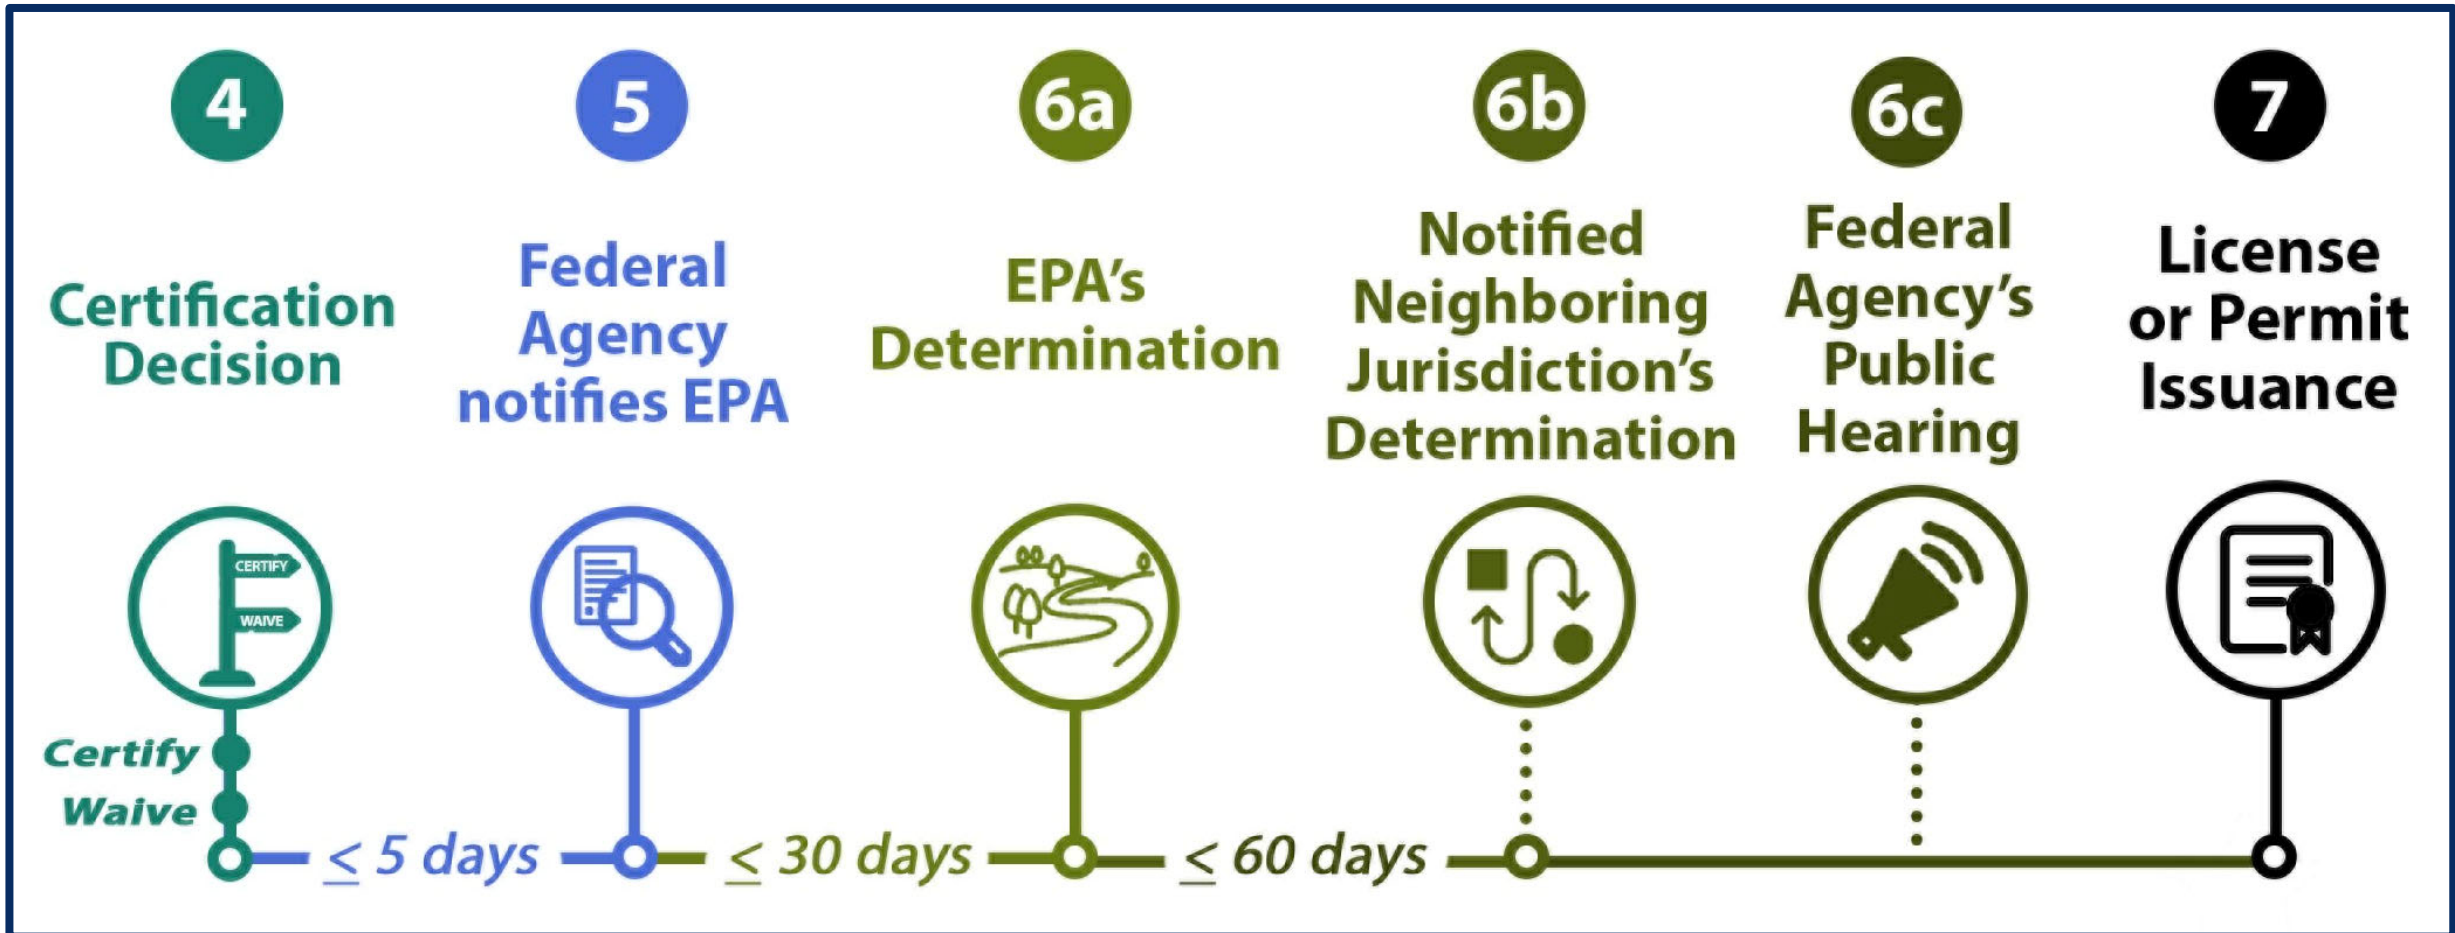 4
Certification
Decision
CERTIFY
WAIVE
Certify
Waive
≤ 5 days
5
Federal
Agency
notifies EPA
≤ 30 days
6a
EPA’s
Determination
≤ 60 days
6b
Notified
Neighboring
Jurisdiction’s
Determination
6c
Federal
Agency’s
Public
Hearing
7
License
or Permit
Issuance